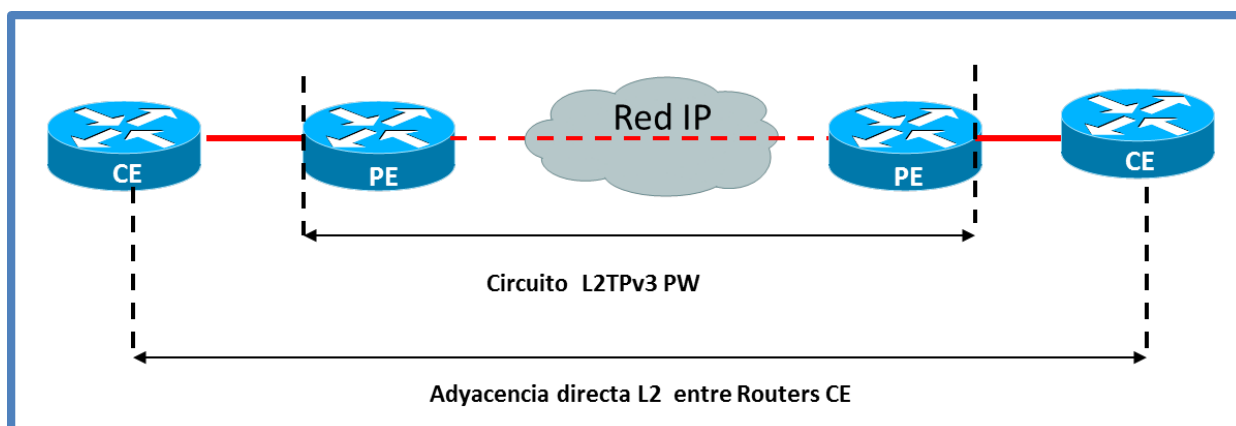 Red IP
CE
PE
PE
CE
Circuito L2TPv3 PW
Adyacencia directa L2 entre Routers CE